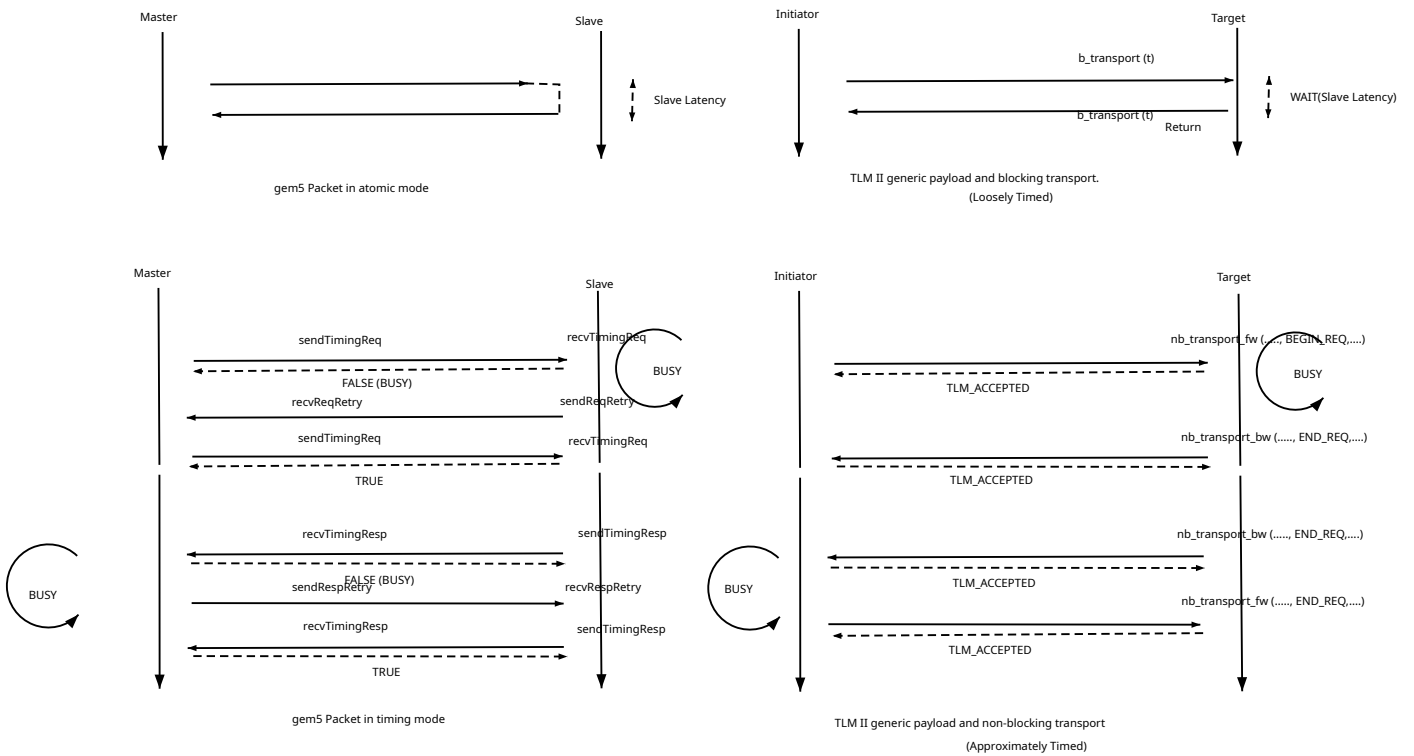 Master
Slave
Slave Latency
gem5 Packet in atomic mode
Initiator
Target
b_transport (t)
WAIT(Slave Latency)
b_transport (t)
Return
TLM II generic payload and blocking transport.
(Loosely Timed)
Master
Slave
sendTimingReq
recvTimingReq
BUSY
FALSE (BUSY)
recvReqRetry
sendReqRetry
sendTimingReq
recvTimingReq
TRUE
recvTimingResp
sendTimingResp
FALSE (BUSY)
BUSY
sendRespRetry
recvRespRetry
recvTimingResp
sendTimingResp
TRUE
gem5 Packet in timing mode
Initiator
Target
nb_transport_fw (....., BEGIN_REQ,....)
BUSY
TLM_ACCEPTED
nb_transport_bw (....., END_REQ,....)
TLM_ACCEPTED
nb_transport_bw (....., END_REQ,....)
TLM_ACCEPTED
BUSY
nb_transport_fw (....., END_REQ,....)
TLM_ACCEPTED
TLM II generic payload and non-blocking transport
(Approximately Timed)